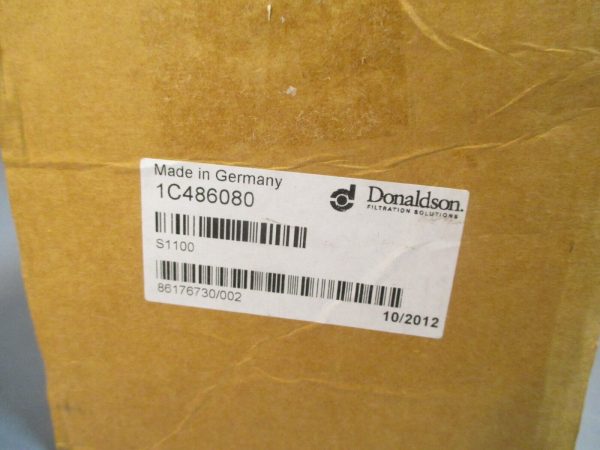 Made in Germany
1C486080
Donaldson.
FILTRATION SOLUTIONS
S1100
86176730/002
10/2012